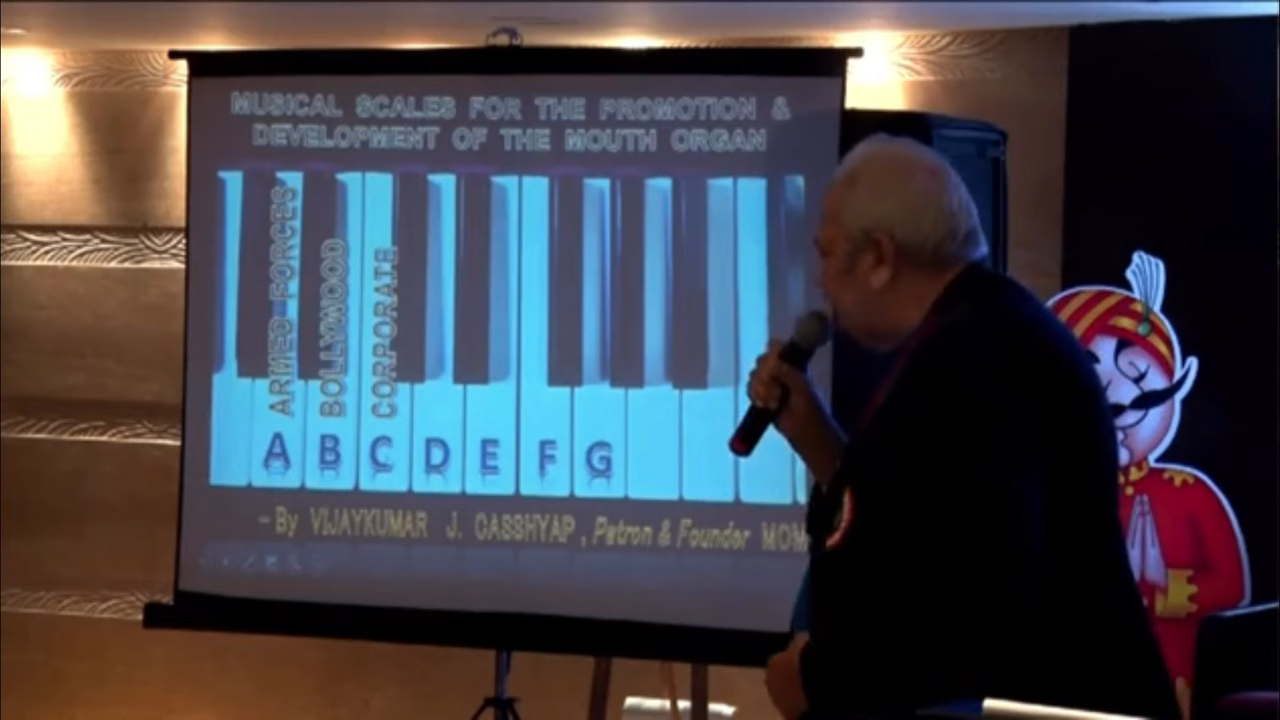 MUSICAL SCALES FOR THE PROMOTION &
DEVELOPMENT OF THE MOUTH ORGAN
ARMED FORCES
BOLLYWOOD
CORPORATE
A B C D E F G
- By VIJAYKUMAR J. CASSHYAP, Patron & Founder MOM